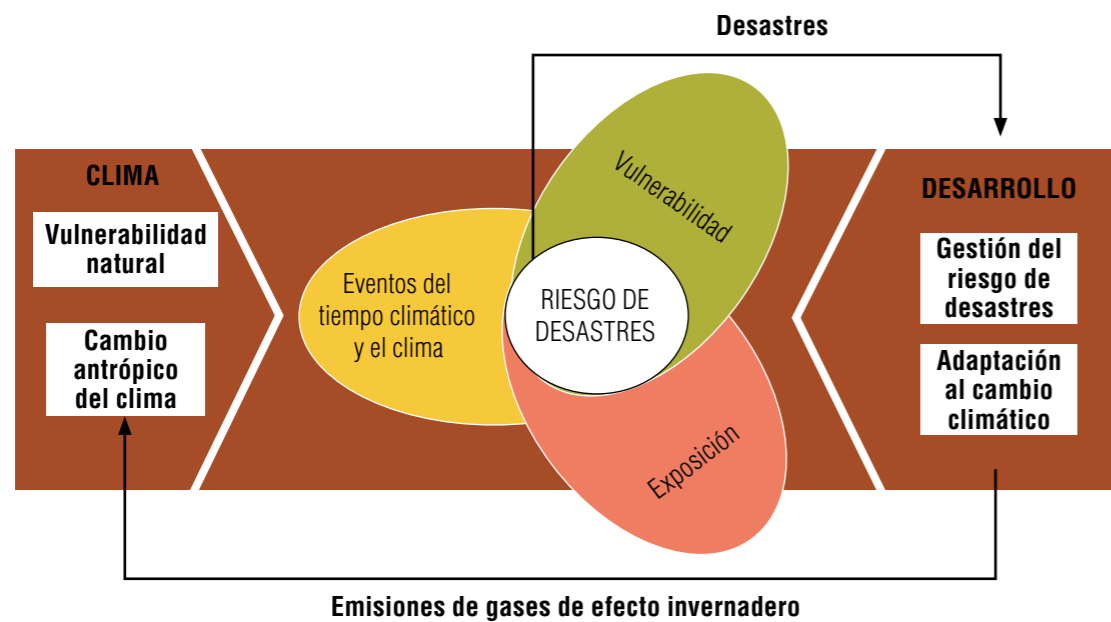 Desastres
CLIMA
Vulnerabilidad
natural
Cambio
antrópico
del clima
Eventos del
tiempo climático
y el clima
Vulnerabilidad
RIESGO DE
DESASTRES
Exposición
DESARROLLO
Gestión del
riesgo de
desastres
Adaptación
al cambio
climático
Emisiones de gases de efecto invernadero